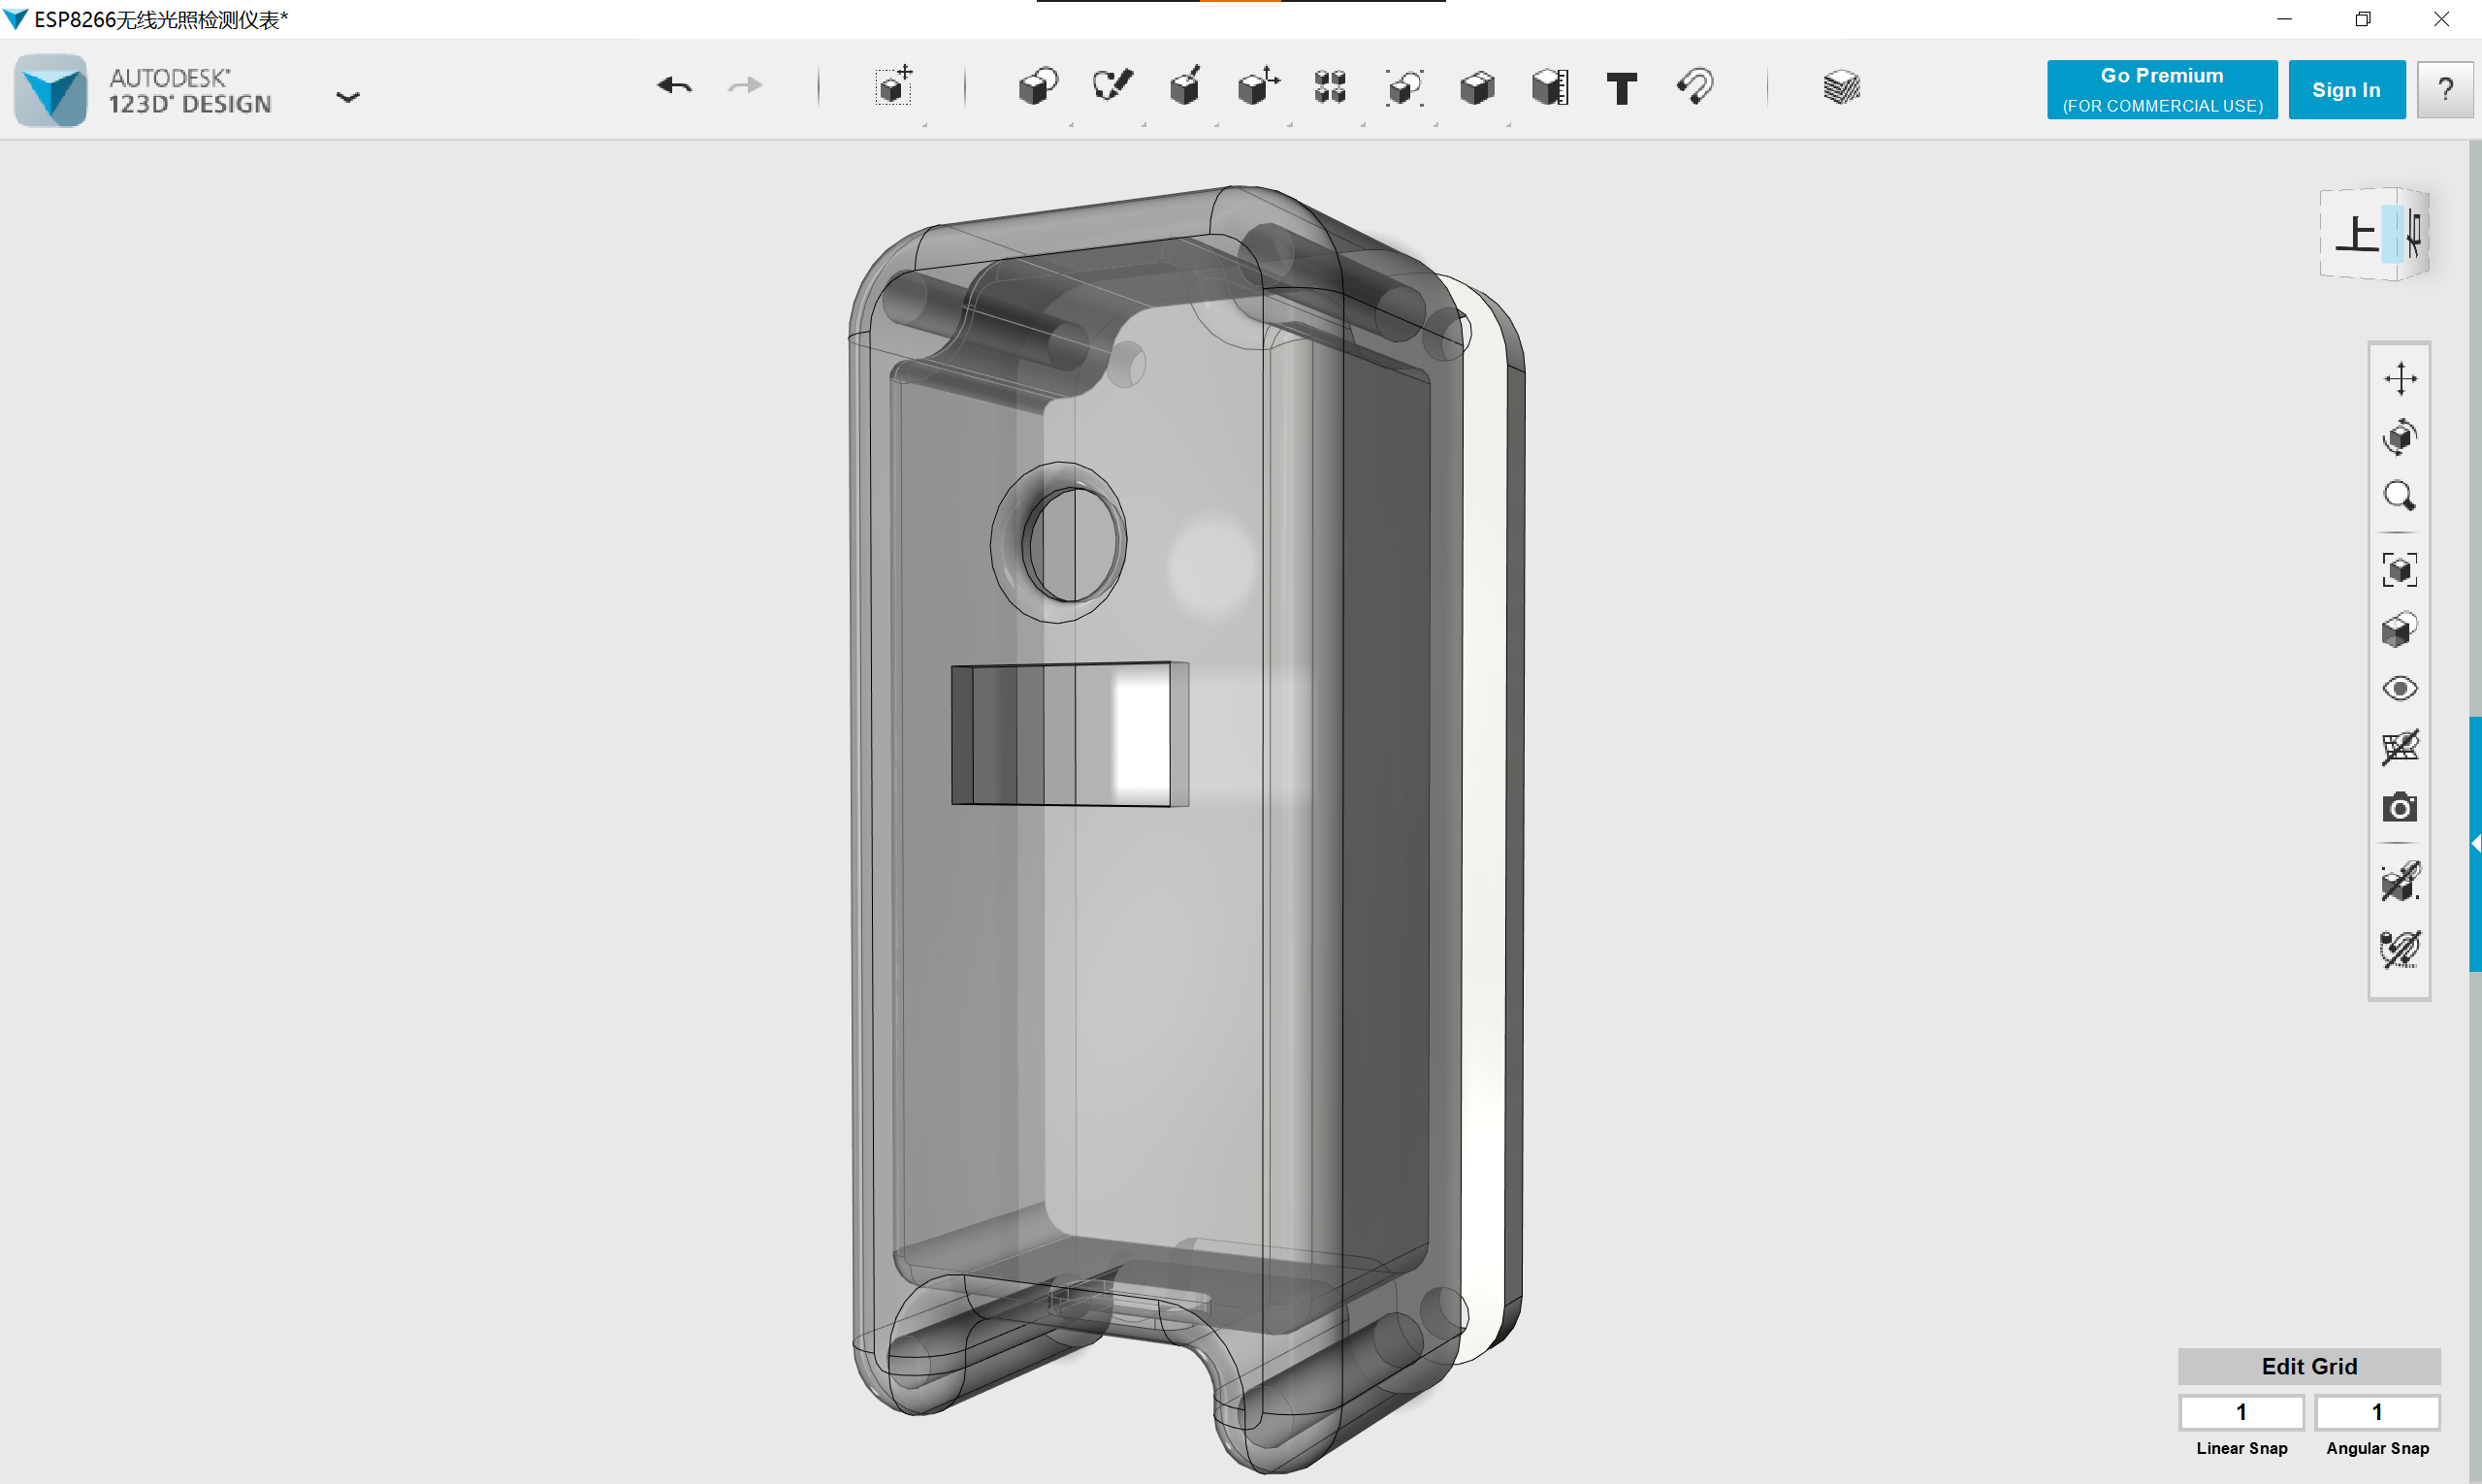 ESP8266无线光照检测仪表*
AUTODESK®
123D® DESIGN
T
Go Premium
(FOR COMMERCIAL USE)
Sign In
?
上
Edit Grid
1
1
Linear Snap
Angular Snap